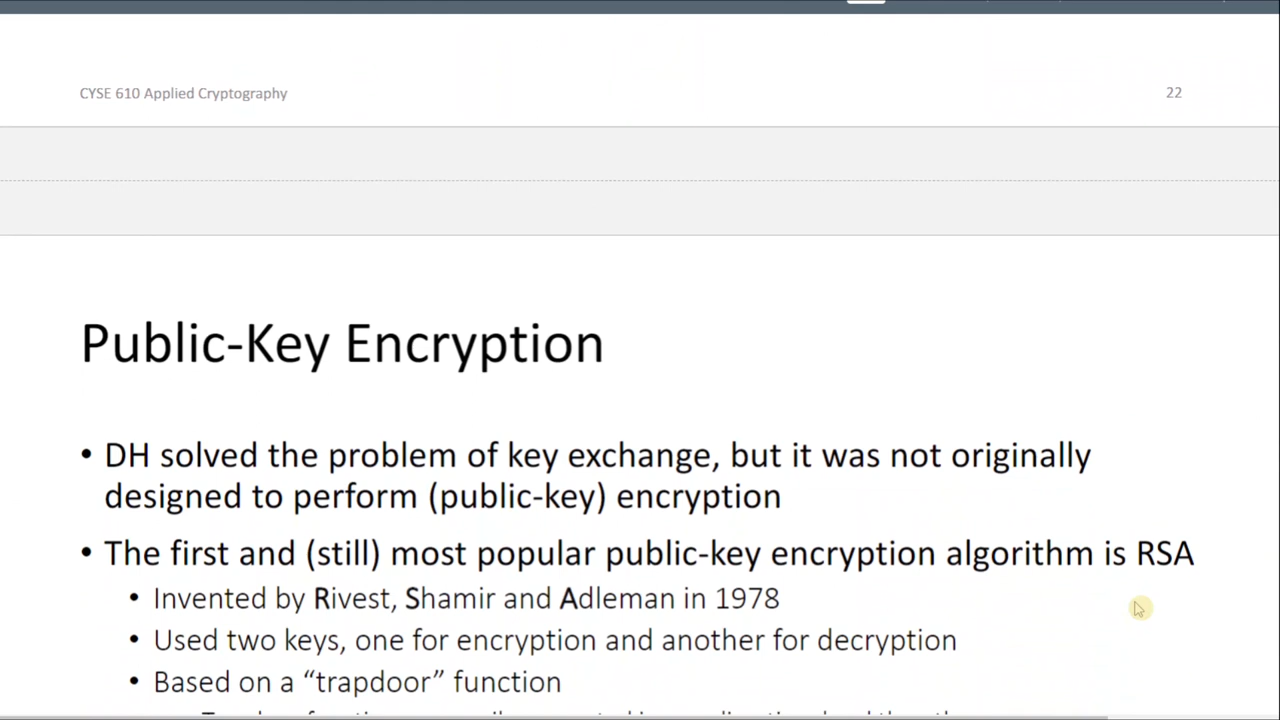 CYSE 610 Applied Cryptography
22
Public-Key Encryption
• DH solved the problem of key exchange, but it was not originally
designed to perform (public-key) encryption
• The first and (still) most popular public-key encryption algorithm is RSA
• Invented by Rivest, Shamir and Adleman in 1978
• Used two keys, one for encryption and another for decryption
• Based on a “trapdoor” function